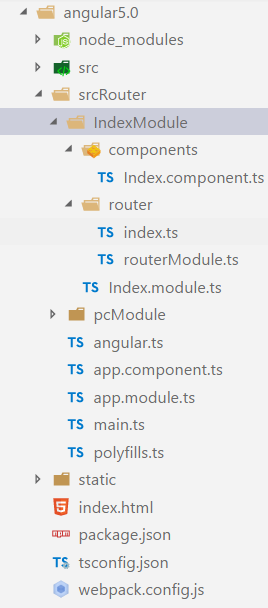 angular5.0
node_modules
src
srcRouter
IndexModule
components
TS Index.component.ts
router
TS index.ts
TS routerModule.ts
TS Index.module.ts
pcModule
TS angular.ts
TS app.component.ts
TS app.module.ts
TS main.ts
TS polyfills.ts
static
index.html
package.json
TS tsconfig.json
webpack.config.js